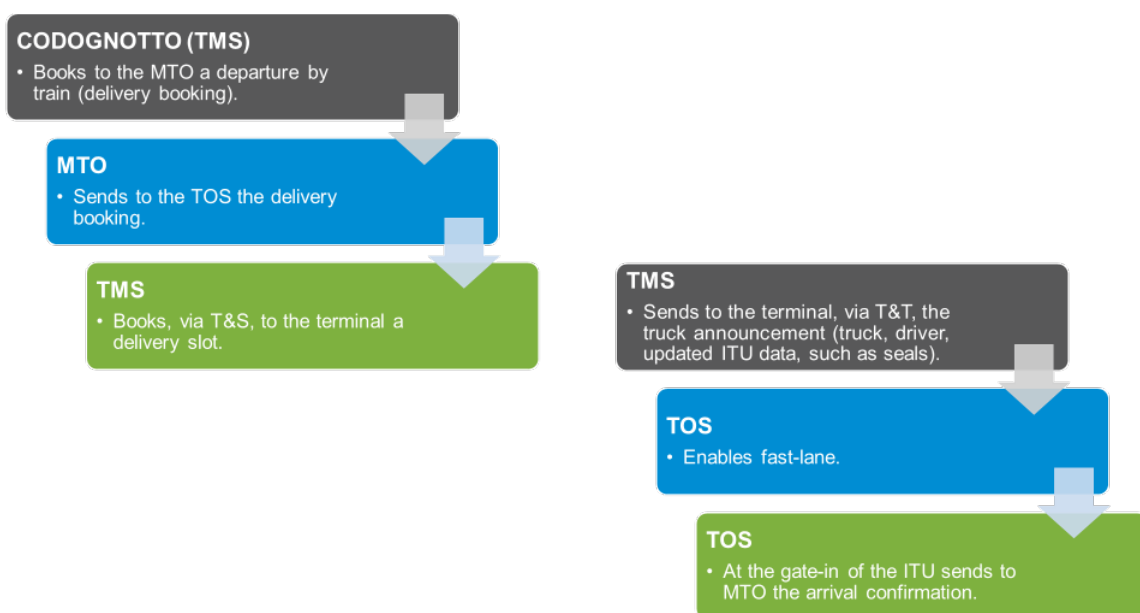 CODOGNOTTO (TMS)
• Books to the MTO a departure by
train (delivery booking).
MTO
• Sends to the TOS the delivery
booking.
TMS
• Books, via T&S, to the terminal a
delivery slot.
TMS
• Sends to the terminal, via T&T, the
truck announcement (truck, driver,
updated ITU data, such as seals).
TOS
• Enables fast-lane.
TOS
• At the gate-in of the ITU sends to
MTO the arrival confirmation.